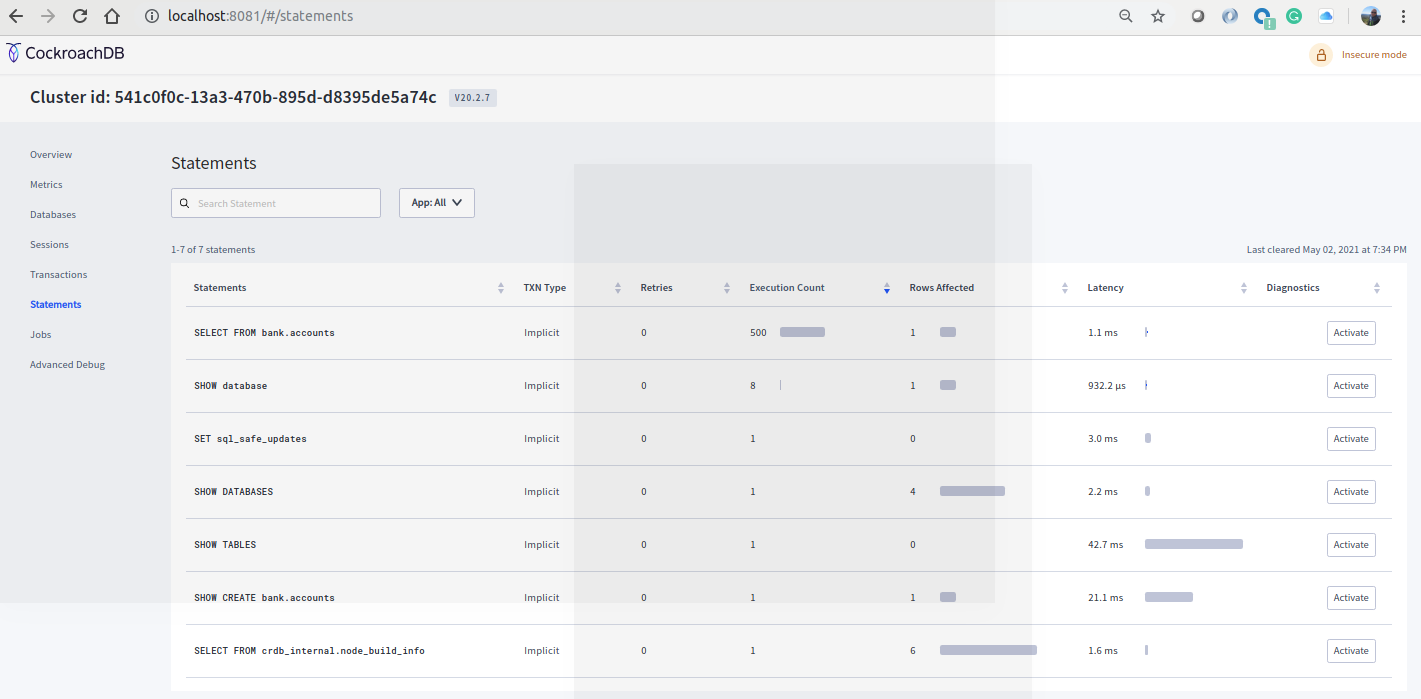 localhost:8081/#/statements
CockroachDB
Insecure mode
Cluster id: 541c0f0c-13a3-470b-895d-d8395de5a74c V20.2.7
Overview
Metrics
Databases
Sessions
Transactions
Statements
Jobs
Advanced Debug
Statements
Search Statement
App: All
1-7 of 7 statements
Last cleared May 02, 2021 at 7:34 PM
Statements TXN Type Retries Execution Count Rows Affected Latency Diagnostics
SELECT FROM bank.accounts Implicit 0 500 1 1.1 ms Activate
SHOW database Implicit 0 8 1 932.2 µs Activate
SET sql_safe_updates Implicit 0 1 0 3.0 ms Activate
SHOW DATABASES Implicit 0 1 4 2.2 ms Activate
SHOW TABLES Implicit 0 1 0 42.7 ms Activate
SHOW CREATE bank.accounts Implicit 0 1 1 21.1 ms Activate
SELECT FROM crdb_internal.node_build_info Implicit 0 1 6 1.6 ms Activate